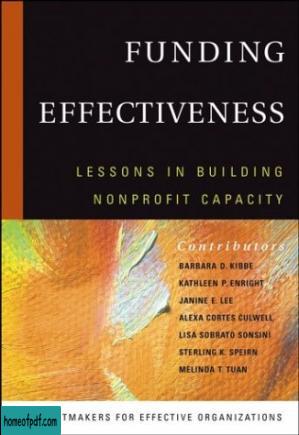 FUNDING
EFFECTIVENESS
LESSONS IN BUILDING
NONPROFIT CAPACITY
Contributors
BARBARA D. KIBBE
KATHLEEN P. ENRIGHT
JANINE E. LEE
ALEXA CORTES CULWELL
LISA SOBRATO SONSINI
STERLING K. SPEIRN
MELINDA T. TUAN
TMAKERS FOR EFFECTIVE ORGANIZATIONS
homeofpdf.com